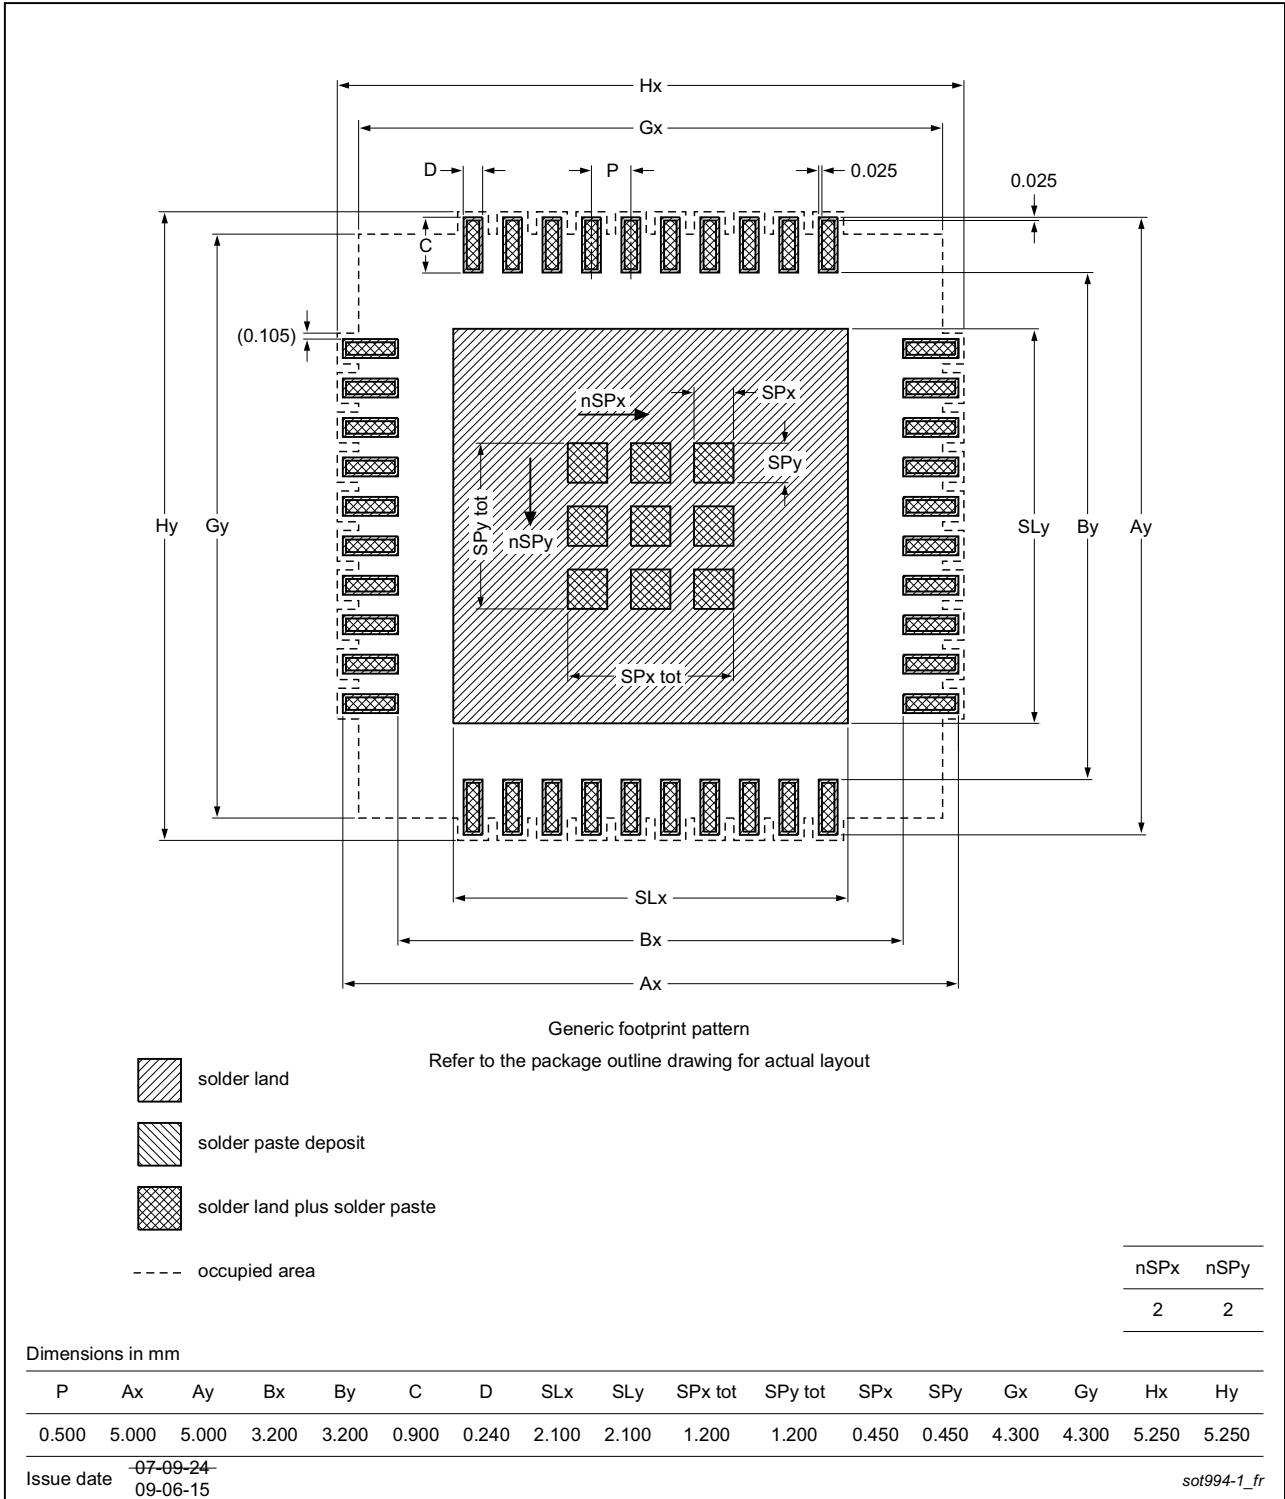 Hx
Gx
D
P
0.025
0.025
C
(0.105)
nSPx
SPx
SPy
SPy tot
nSPy
Hy
Gy
SLy
By
Ay
SPx tot
SLx
Bx
Ax
Generic footprint pattern
Refer to the package outline drawing for actual layout
solder land
solder paste deposit
solder land plus solder paste
occupied area
nSPx nSPy
2 2
Dimensions in mm
P Ax Ay Bx By C D SLx SLy SPx tot SPy tot SPx SPy Gx Gy Hx Hy
0.500 5.000 5.000 3.200 3.200 0.900 0.240 2.100 2.100 1.200 1.200 0.450 0.450 4.300 4.300 5.250 5.250
Issue date 07-09-24
09-06-15
sot994-1_fr